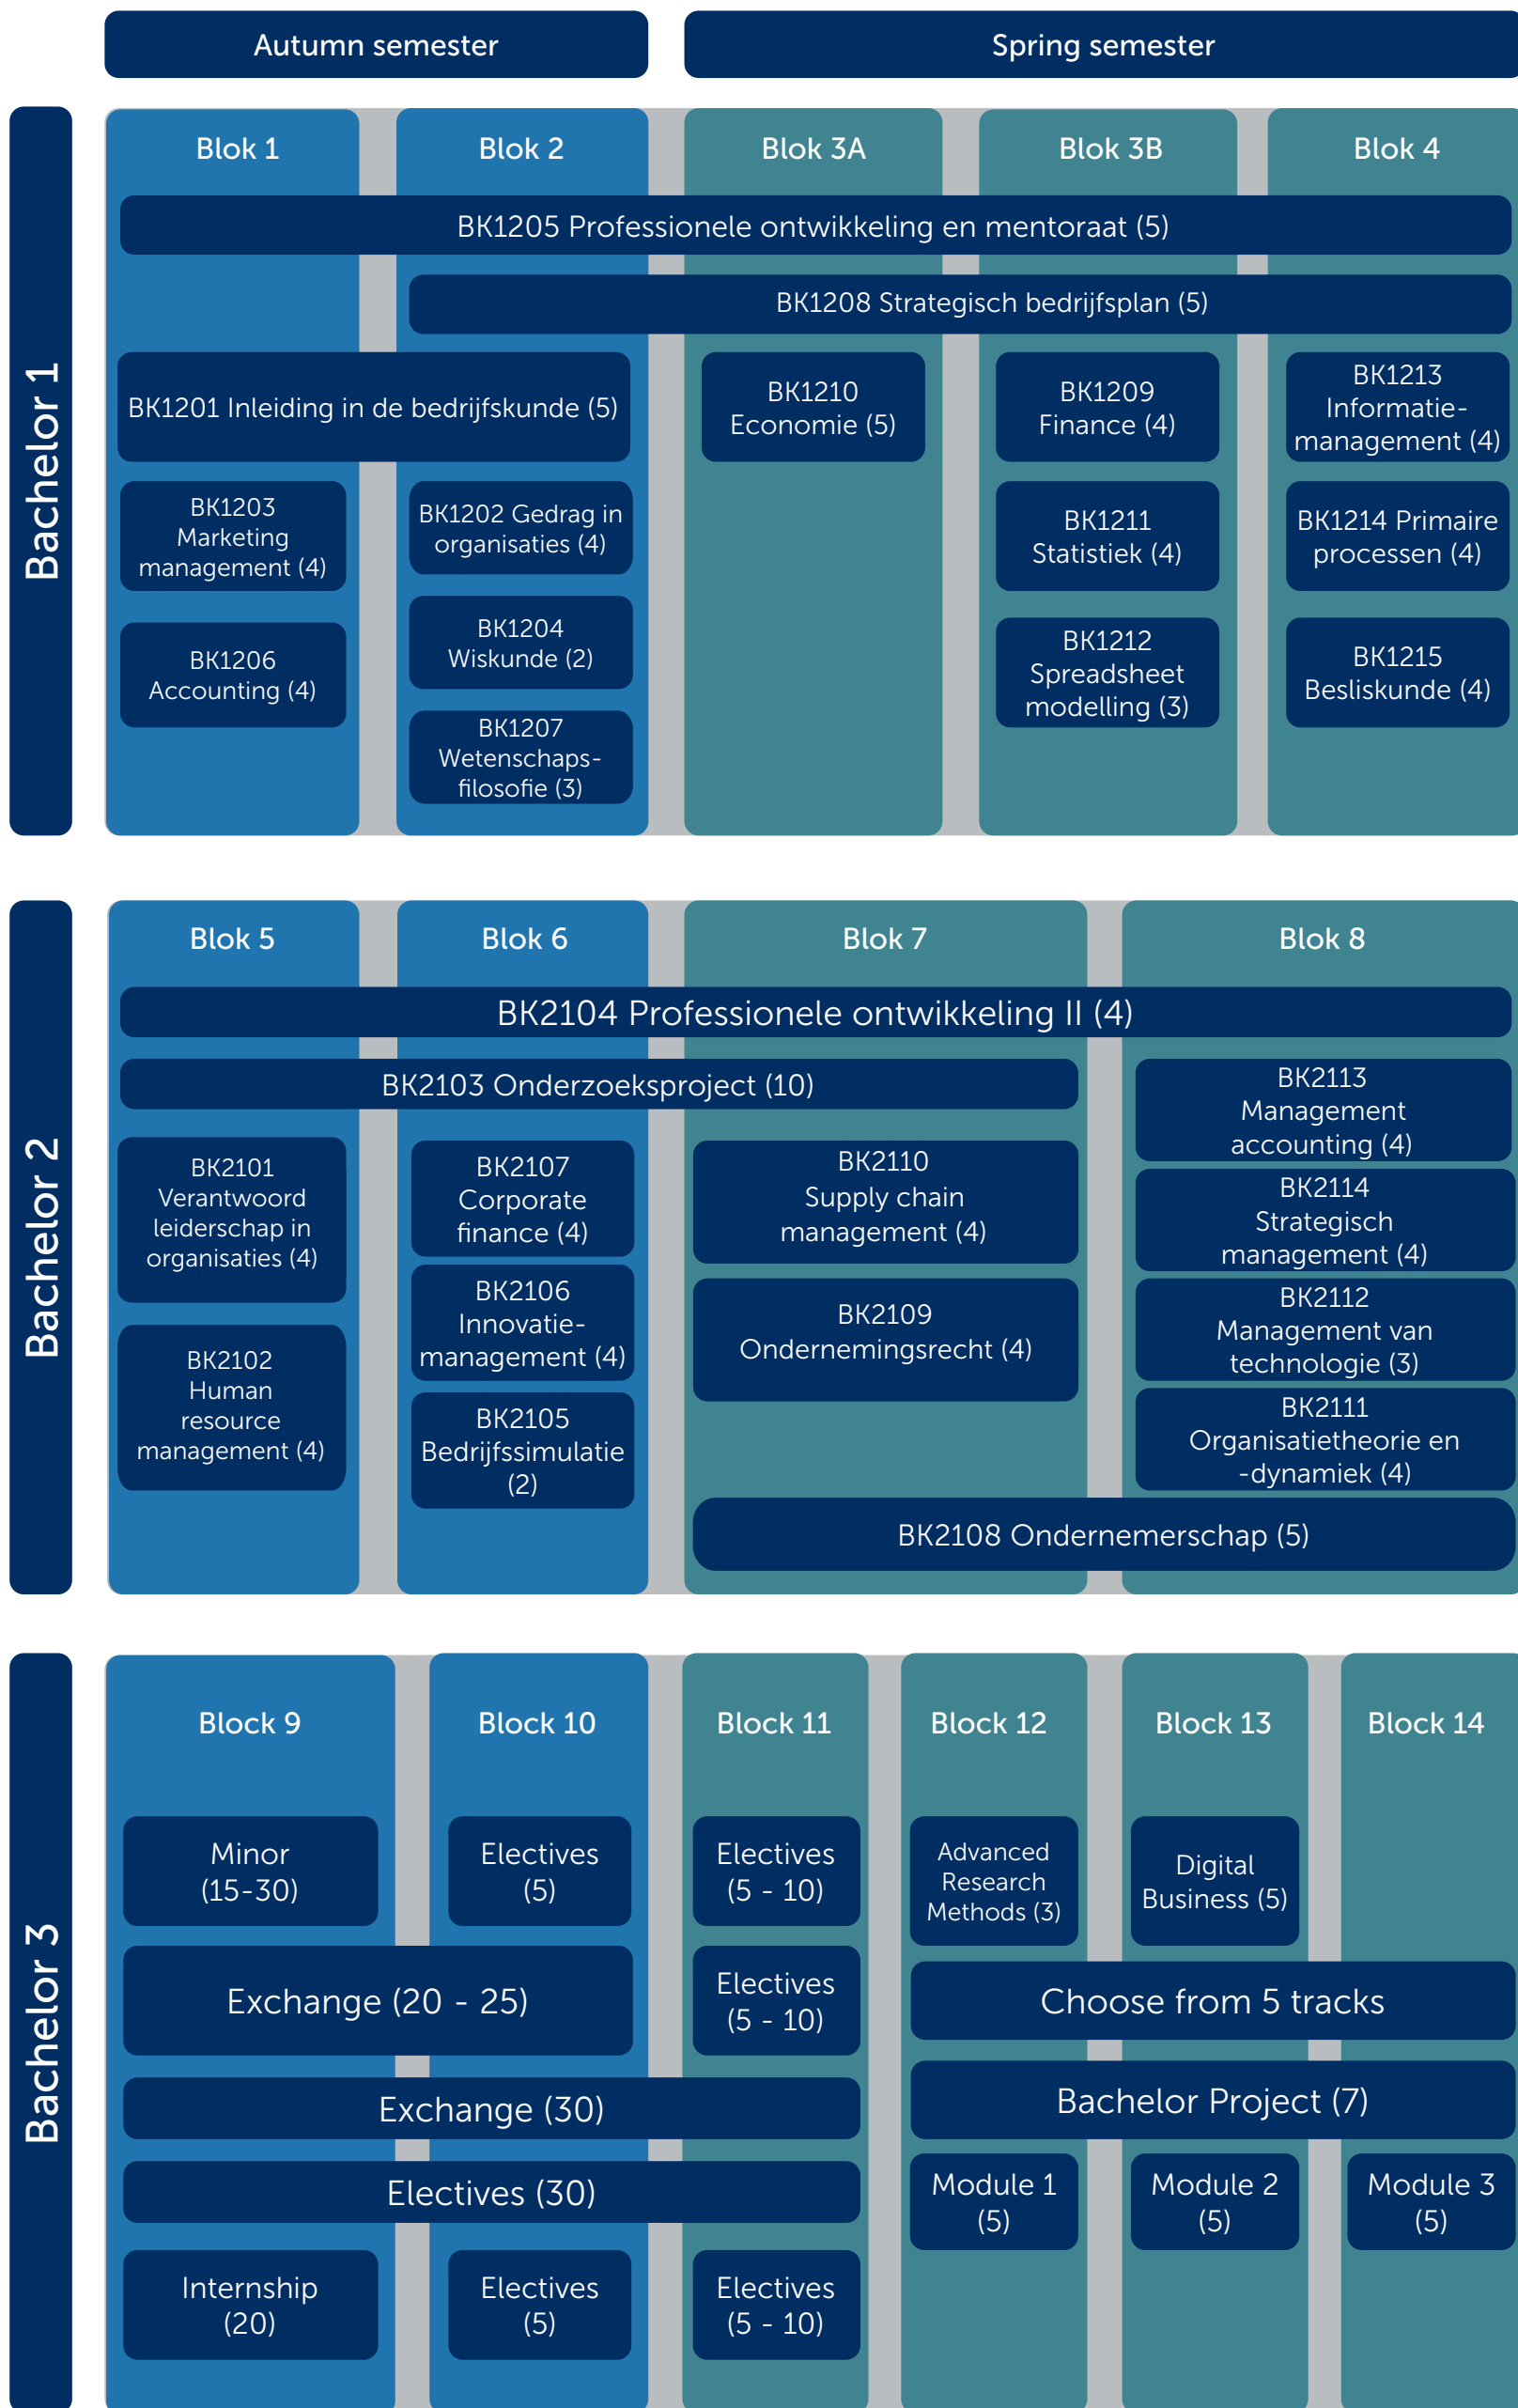 Autumn semester
Spring semester
Bachelor 1
Blok 1
Blok 2
Blok 3A
Blok 3B
Blok 4
BK1205 Professionele ontwikkeling en mentoraat (5)
BK1208 Strategisch bedrijfsplan (5)
BK1201 Inleiding in de bedrijfskunde (5)
BK1210
Economie (5)
BK1209
Finance (4)
BK1213
Informatie-
management (4)
BK1203
Marketing
management (4)
BK1202 Gedrag in
organisaties (4)
BK1211
Statistiek (4)
BK1214 Primaire
processen (4)
BK1206
Accounting (4)
BK1204
Wiskunde (2)
BK1212
Spreadsheet
modelling (3)
BK1215
Besliskunde (4)
BK1207
Wetenschaps-
filosofie (3)
Bachelor 2
Blok 5
Blok 6
Blok 7
Blok 8
BK2104 Professionele ontwikkeling II (4)
BK2103 Onderzoeksproject (10)
BK2113
Management
accounting (4)
BK2101
Verantwoord
leiderschap in
organisaties (4)
BK2107
Corporate
finance (4)
BK2110
Supply chain
management (4)
BK2114
Strategisch
management (4)
BK2102
Human
resource
management (4)
BK2106
Innovatie-
management (4)
BK2109
Ondernemingsrecht (4)
BK2112
Management van
technologie (3)
BK2105
Bedrijfssimulatie
(2)
BK2111
Organisatietheorie en
-dynamiek (4)
BK2108 Ondernemerschap (5)
Bachelor 3
Block 9
Block 10
Block 11
Block 12
Block 13
Block 14
Minor
(15-30)
Electives
(5)
Electives
(5 - 10)
Advanced
Research
Methods (3)
Digital
Business (5)
Exchange (20 - 25)
Electives
(5 - 10)
Choose from 5 tracks
Exchange (30)
Bachelor Project (7)
Electives (30)
Module 1
(5)
Module 2
(5)
Module 3
(5)
Internship
(20)
Electives
(5)
Electives
(5 - 10)